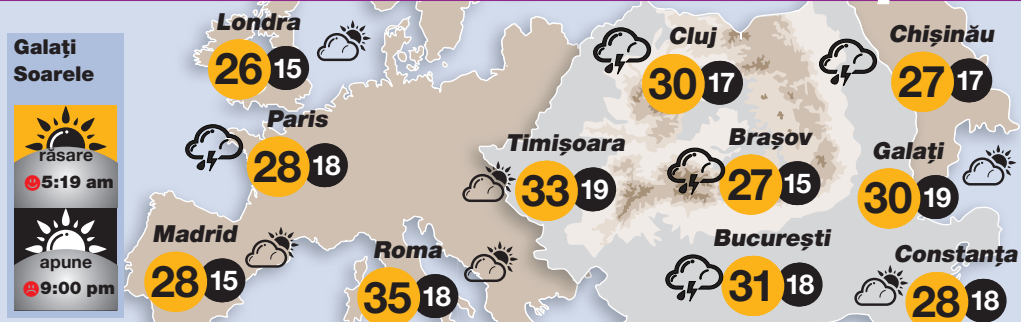 Galați
Soarele
răsare
5:19 am
apune
9:00 pm
Londra
26 15
Paris
28 18
Madrid
28 15
Roma
35 18
Timișoara
33 19
Cluj
30 17
Brașov
27 15
București
31 18
Chișinău
27 17
Galați
30 19
Constanța
28 18